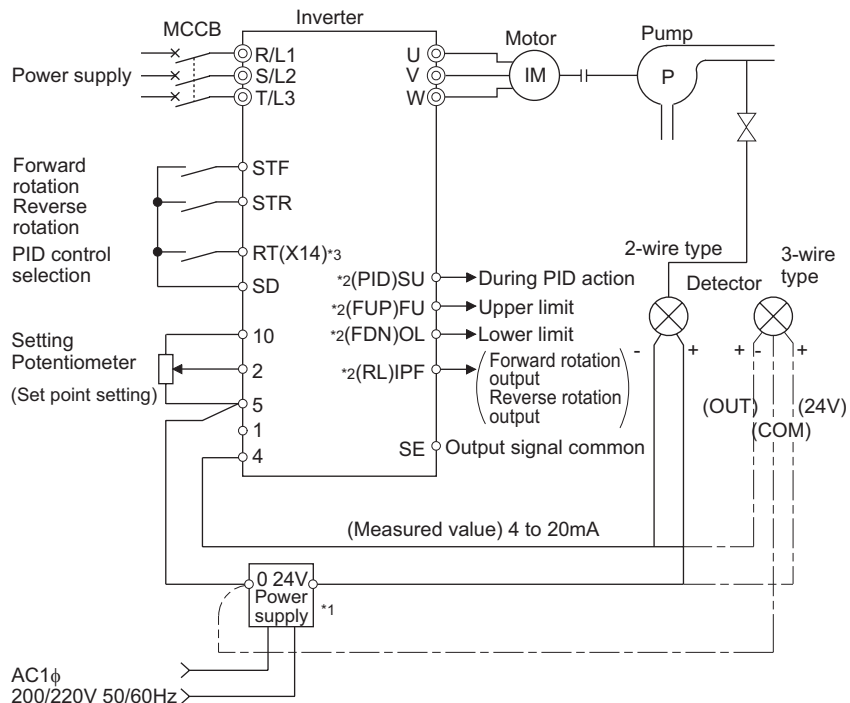 Inverter
MCCB
Motor
Pump
R/L1
S/L2
T/L3
Power supply
U
V
W
IM
P
Forward
rotation
Reverse
rotation
PID control
selection
STF
STR
RT(X14)*3
SD
*2(PID)SU
During PID action
*2(FUP)FU
Upper limit
*2(FDN)OL
Lower limit
*2(RL)IPF
Forward rotation
output
Reverse rotation
output
SE
Output signal common
2-wire type
3-wire
type
Detector
- + + - +
(OUT)
(24V)
(COM)
Setting
Potentiometer
(Set point setting)
10
2
5
1
4
(Measured value) 4 to 20mA
0 24V
Power
supply
*1
AC1ϕ
200/220V 50/60Hz